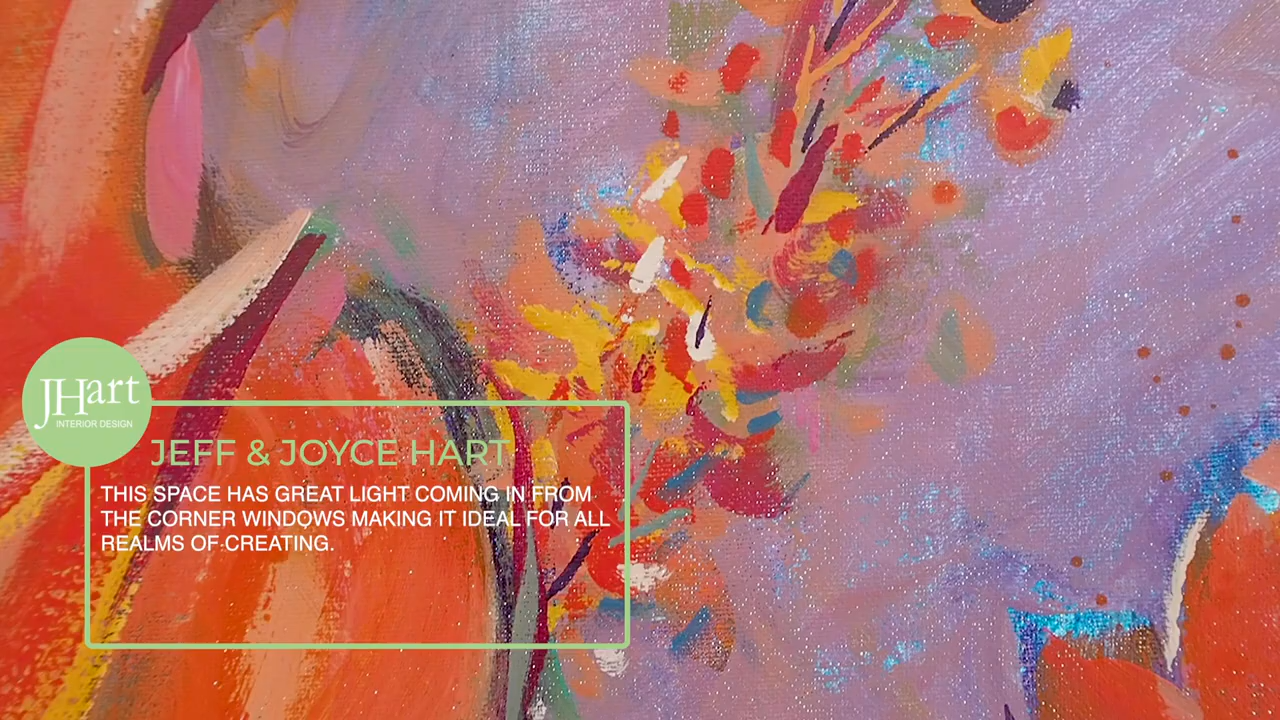 JHart
INTERIOR DESIGN
JEFF & JOYCE HART
THIS SPACE HAS GREAT LIGHT COMING IN FROM
THE CORNER WINDOWS MAKING IT IDEAL FOR ALL
REALMS OF CREATING.